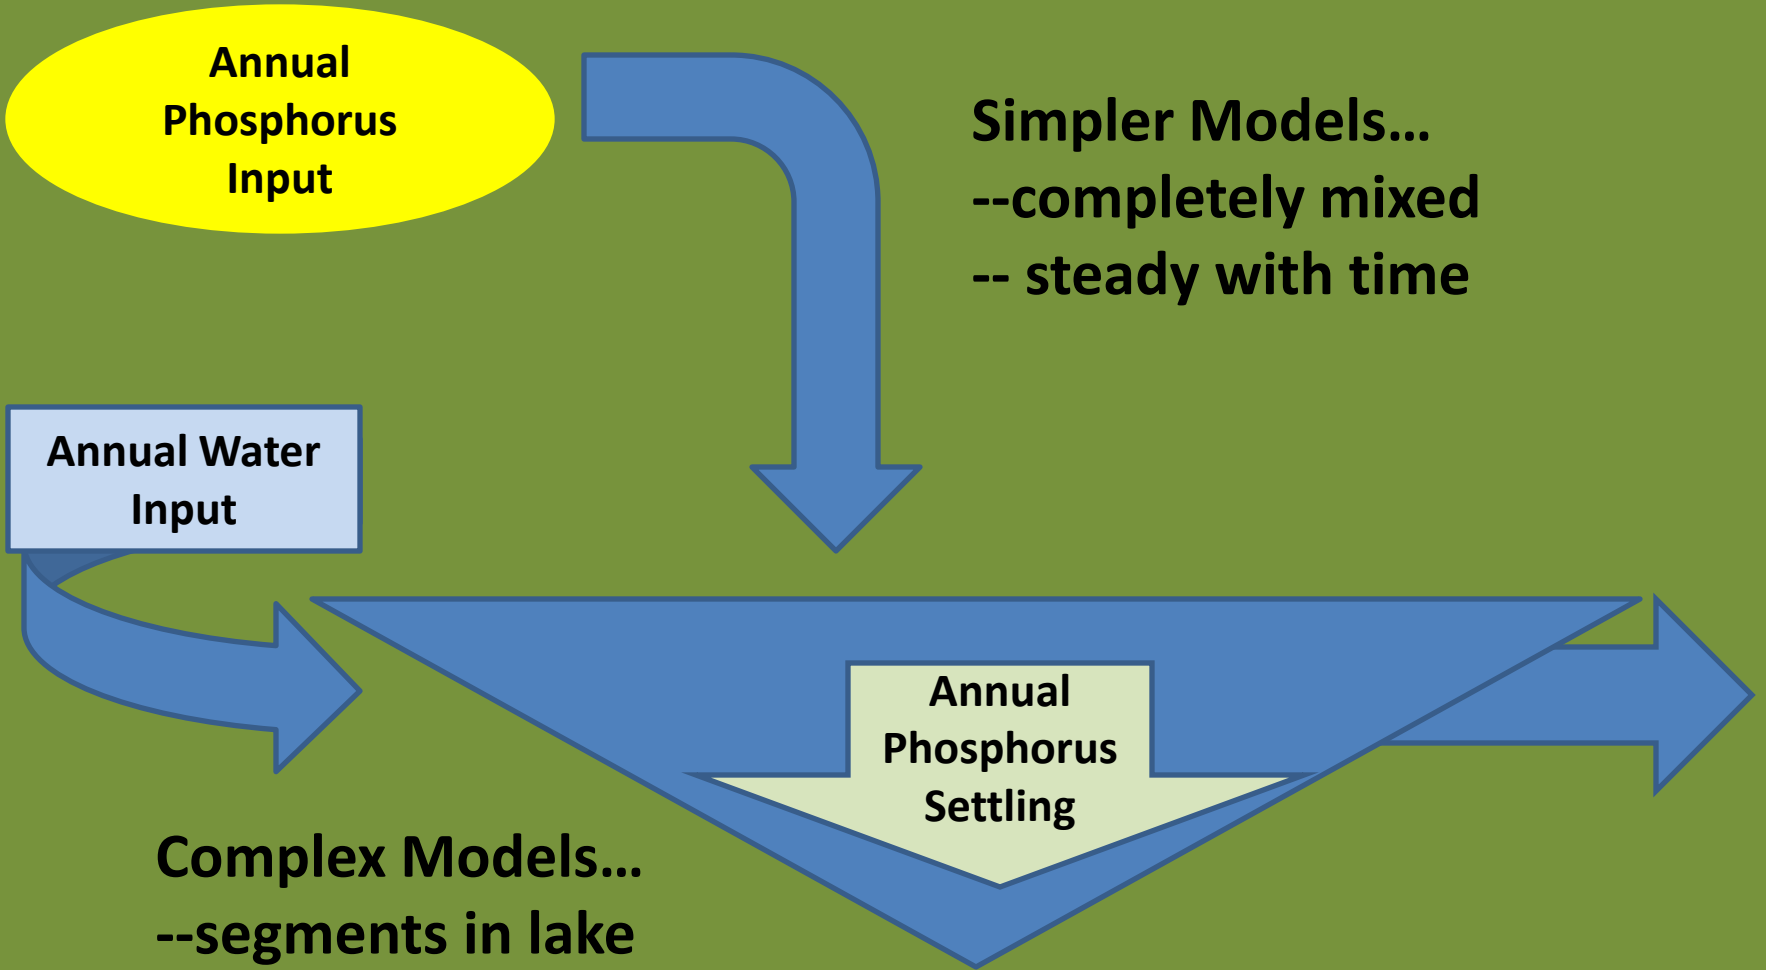 Annual
Phosphorus
Input
Simpler Models...
--completely mixed
-- steady with time
Annual Water
Input
Annual
Phosphorus
Settling
Complex Models...
--segments in lake